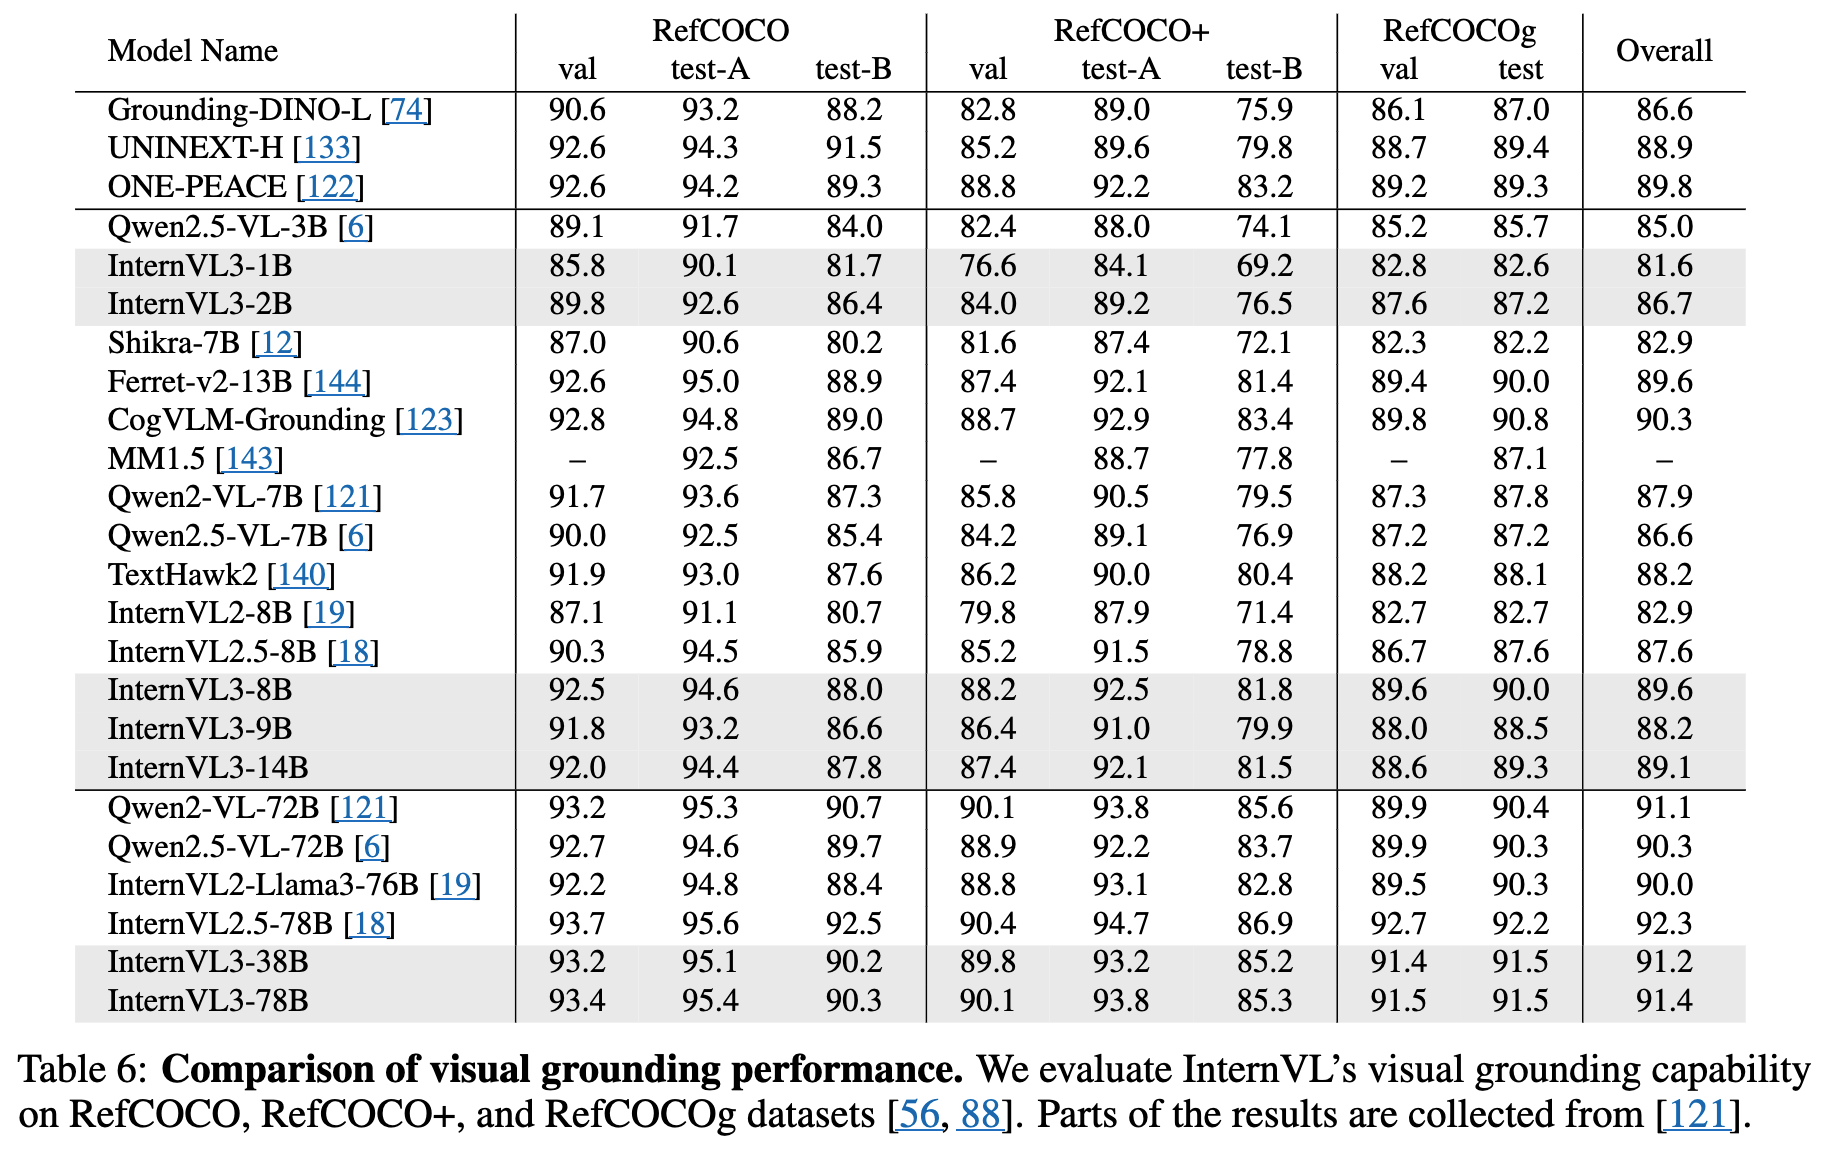 Model Name RefCOCO RefCOCO+ RefCOCOg Overall
val test-A test-B val test-A test-B val test
Grounding-DINO-L [74] 90.6 93.2 88.2 82.8 89.0 75.9 86.1 87.0 86.6
UNINEXT-H [133] 92.6 94.3 91.5 85.2 89.6 79.8 88.7 89.4 88.9
ONE-PEACE [122] 92.6 94.2 89.3 88.8 92.2 83.2 89.2 89.3 89.8
Qwen2.5-VL-3B [6] 89.1 91.7 84.0 82.4 88.0 74.1 85.2 85.7 85.0
InternVL3-1B 85.8 90.1 81.7 76.6 84.1 69.2 82.8 82.6 81.6
InternVL3-2B 89.8 92.6 86.4 84.0 89.2 76.5 87.6 87.2 86.7
Shikra-7B [12] 87.0 90.6 80.2 81.6 87.4 72.1 82.3 82.2 82.9
Ferret-v2-13B [144] 92.6 95.0 88.9 87.4 92.1 81.4 89.4 90.0 89.6
CogVLM-Grounding [123] 92.8 94.8 89.0 88.7 92.9 83.4 89.8 90.8 90.3
MM1.5 [143] – 92.5 86.7 – 88.7 77.8 – 87.1 –
Qwen2-VL-7B [121] 91.7 93.6 87.3 85.8 90.5 79.5 87.3 87.8 87.9
Qwen2.5-VL-7B [6] 90.0 92.5 85.4 84.2 89.1 76.9 87.2 87.2 86.6
TextHawk2 [140] 91.9 93.0 87.6 86.2 90.0 80.4 88.2 88.1 88.2
InternVL2-8B [19] 87.1 91.1 80.7 79.8 87.9 71.4 82.7 82.7 82.9
InternVL2.5-8B [18] 90.3 94.5 85.9 85.2 91.5 78.8 86.7 87.6 87.6
InternVL3-8B 92.5 94.6 88.0 88.2 92.5 81.8 89.6 90.0 89.6
InternVL3-9B 91.8 93.2 86.6 86.4 91.0 79.9 88.0 88.5 88.2
InternVL3-14B 92.0 94.4 87.8 87.4 92.1 81.5 88.6 89.3 89.1
Qwen2-VL-72B [121] 93.2 95.3 90.7 90.1 93.8 85.6 89.9 90.4 91.1
Qwen2.5-VL-72B [6] 92.7 94.6 89.7 88.9 92.2 83.7 89.9 90.3 90.3
InternVL2-Llama3-76B [19] 92.2 94.8 88.4 88.8 93.1 82.8 89.5 90.3 90.0
InternVL2.5-78B [18] 93.7 95.6 92.5 90.4 94.7 86.9 92.7 92.2 92.3
InternVL3-38B 93.2 95.1 90.2 89.8 93.2 85.2 91.4 91.5 91.2
InternVL3-78B 93.4 95.4 90.3 90.1 93.8 85.3 91.5 91.5 91.4
Table 6: Comparison of visual grounding performance. We evaluate InternVL’s visual grounding capability
on RefCOCO, RefCOCO+, and RefCOCOg datasets [56, 88]. Parts of the results are collected from [121].